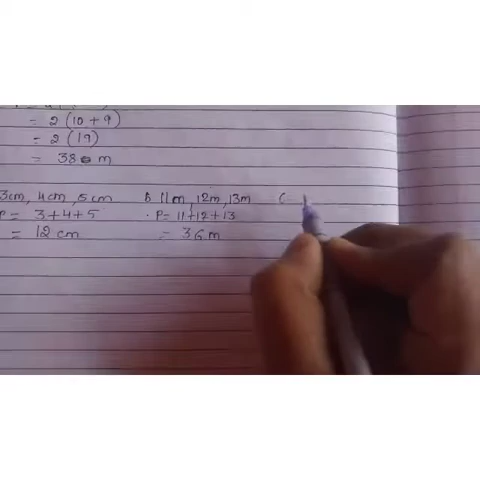 = 2 (10 + 9)
= 2 (19)
= 38 m
3cm, 4cm, 5cm
P = 3+4+5
= 12 cm
b 11m, 12m, 13m
. P = 11+12+13
= 36 m
C